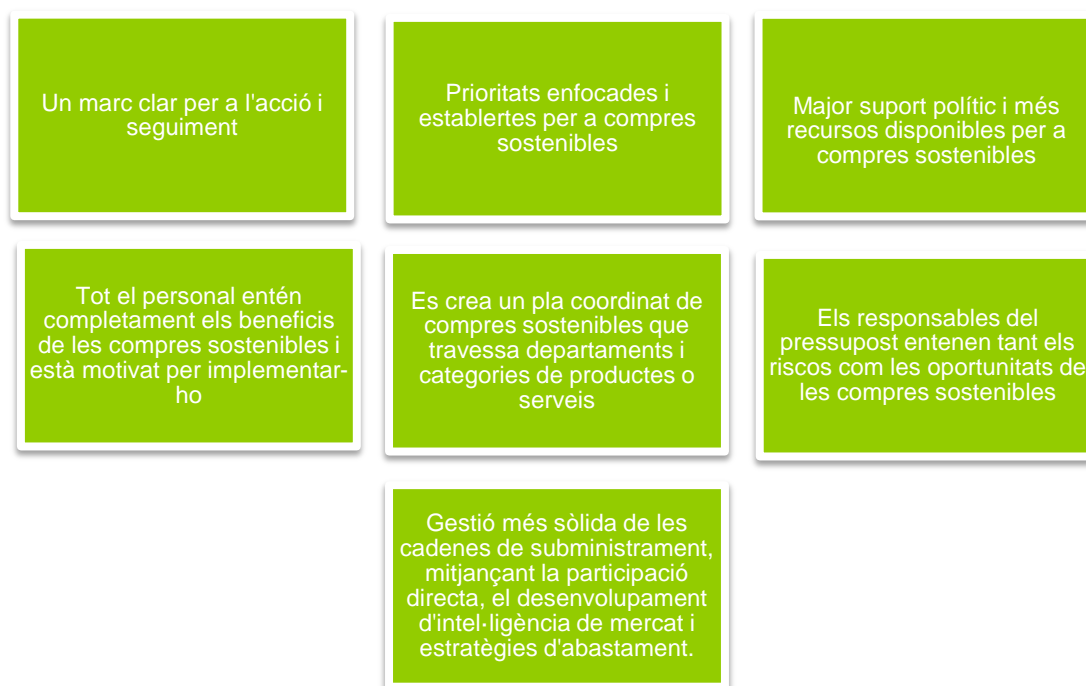 Un marc clar per a l'acció i
seguiment
Prioritats enfocades i
establertes per a compres
sostenibles
Major suport polític i més
recursos disponibles per a
compres sostenibles
Tot el personal entén
completament els beneficis
de les compres sostenibles i
està motivat per implementar-
ho
Es crea un pla coordinat de
compres sostenibles que
travessa departaments i
categories de productes o
serveis
Els responsables del
pressupost entenen tant els
riscos com les oportunitats de
les compres sostenibles
Gestió més sòlida de les
cadenes de subministrament,
mitjançant la participació
directa, el desenvolupament
d'intel·ligència de mercat i
estratègies d'abastament.